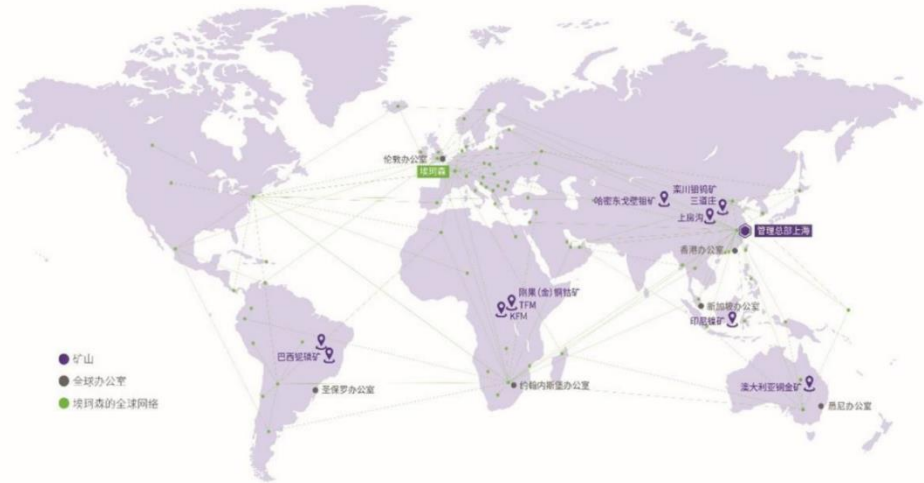 伦敦办公室
埃珂森
栾川钼钨矿
三道庄
哈密东戈壁钼矿
上房沟
管理总部上海
香港办公室
刚果(金)铜钴矿
TFM
KFM
新加坡办公室
印尼镍矿
巴西铌磷矿
圣保罗办公室
约翰内斯堡办公室
澳大利亚铜金矿
悉尼办公室
矿山
全球办公室
埃珂森的全球网络